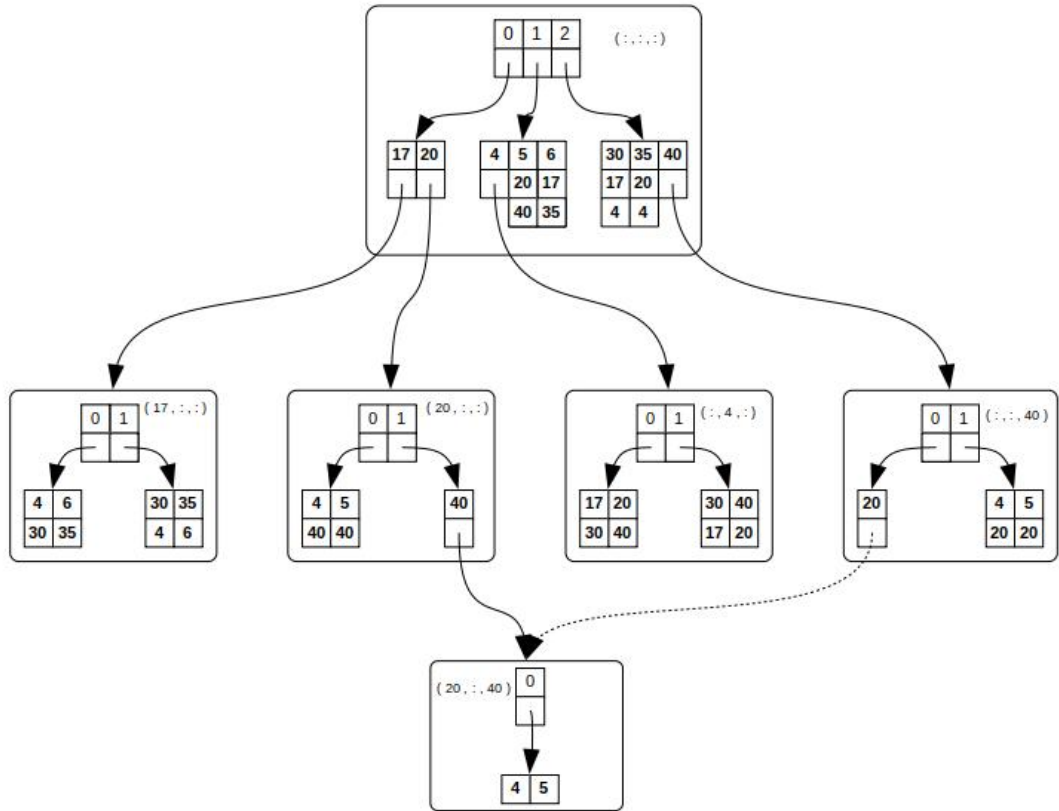 0 1 2 ( : , : , : )
17 20 4 5 6 30 35 40
20 17 17 20
40 35 4 4
0 1 ( 17 , : , : ) 0 1 ( 20 , : , : ) 0 1 ( : , 4 , : ) 0 1 ( : , : , 40 )
4 6 30 35 4 5 40 17 20 30 40 20 4 5
30 35 4 6 40 40 30 40 17 20 20 20
( 20 , : , 40 ) 0
4 5